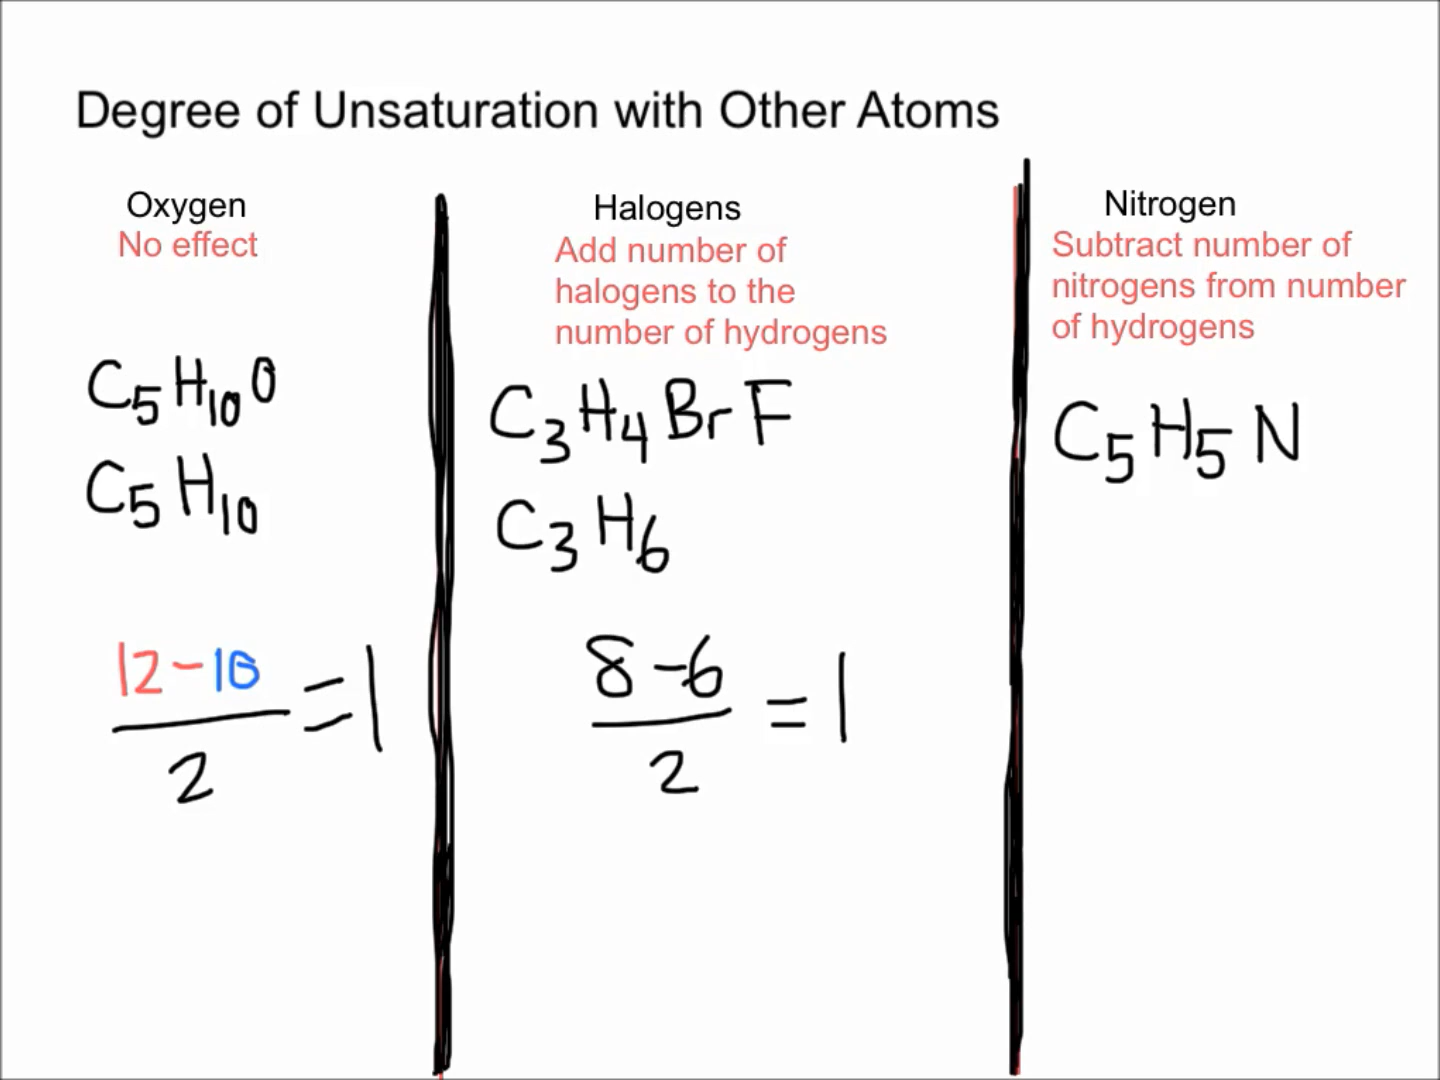 Degree of Unsaturation with Other Atoms
Oxygen
No effect
C5H10O
C5H10
12-10
2
=1
Halogens
Add number of
halogens to the
number of hydrogens
C3H4BrF
C3H6
8-6
2
=1
Nitrogen
Subtract number of
nitrogens from number
of hydrogens
C5H5N